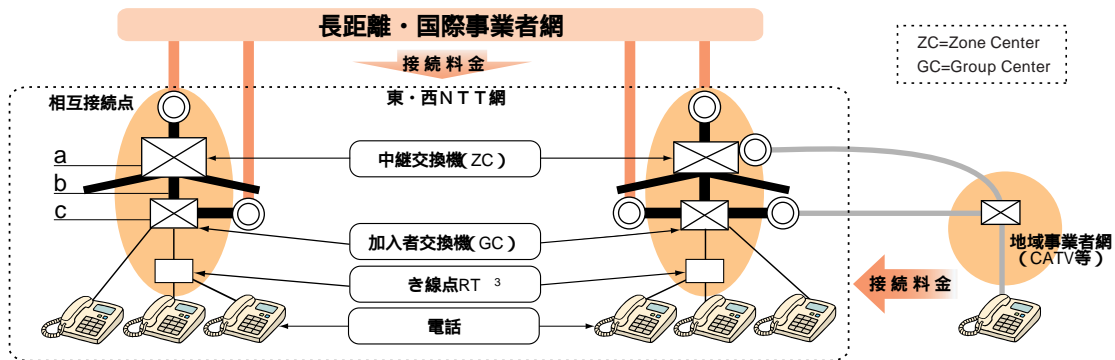 長距離・国際事業者網
接続料金
ZC=Zone Center
GC=Group Center
相互接続点
東・西NTT網
a
中継交換機(ZC)
b
c
加入者交換機(GC)
地域事業者網
(CATV等)
き線点RT 3
接続料金
電話